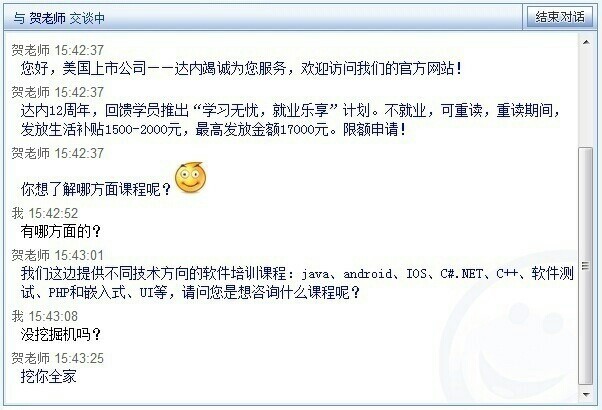 与 贺老师 交谈中
结束对话
贺老师 15:42:37
您好，美国上市公司－－达内竭诚为您服务，欢迎访问我们的官方网站！
贺老师 15:42:37
达内12周年，回馈学员推出“学习无忧，就业乐享”计划。不就业，可重读，重读期间，
发放生活补贴1500-2000元，最高发放金额17000元。限额申请！
贺老师 15:42:37
你想了解哪方面课程呢？
我 15:42:52
有哪方面的？
贺老师 15:43:01
我们这边提供不同技术方向的软件培训课程：java、android、IOS、C#.NET、C++、软件测
试、PHP和嵌入式、UI等，请问您是想咨询什么课程呢？
我 15:43:08
没挖掘机吗？
贺老师 15:43:25
挖你全家